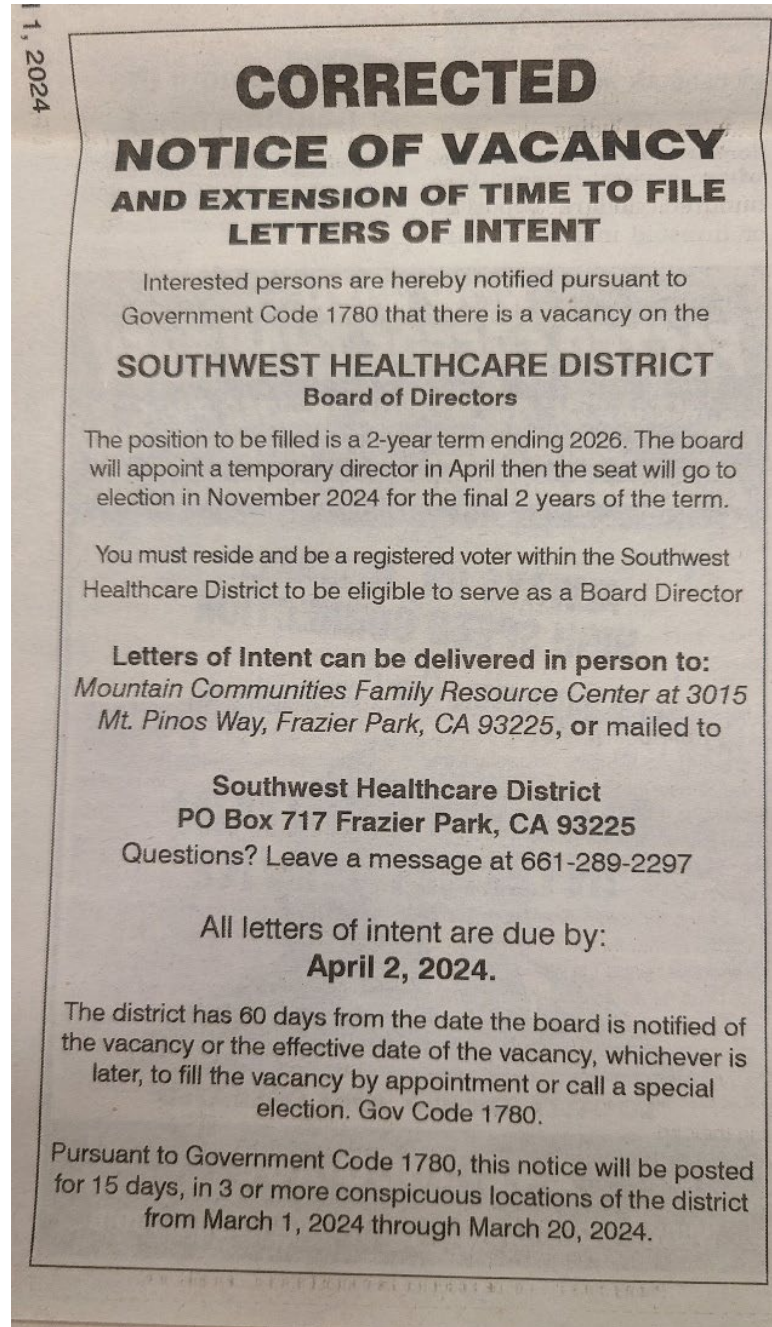 1, 2024
CORRECTED
NOTICE OF VACANCY
AND EXTENSION OF TIME TO FILE
LETTERS OF INTENT
Interested persons are hereby notified pursuant to
Government Code 1780 that there is a vacancy on the
SOUTHWEST HEALTHCARE DISTRICT
Board of Directors
The position to be filled is a 2-year term ending 2026. The board
will appoint a temporary director in April then the seat will go to
election in November 2024 for the final 2 years of the term.
You must reside and be a registered voter within the Southwest
Healthcare District to be eligible to serve as a Board Director
Letters of Intent can be delivered in person to:
Mountain Communities Family Resource Center at 3015
Mt. Pinos Way, Frazier Park, CA 93225, or mailed to
Southwest Healthcare District
PO Box 717 Frazier Park, CA 93225
Questions? Leave a message at 661-289-2297
All letters of intent are due by:
April 2, 2024.
The district has 60 days from the date the board is notified of
the vacancy or the effective date of the vacancy, whichever is
later, to fill the vacancy by appointment or call a special
election. Gov Code 1780.
Pursuant to Government Code 1780, this notice will be posted
for 15 days, in 3 or more conspicuous locations of the district
from March 1, 2024 through March 20, 2024.